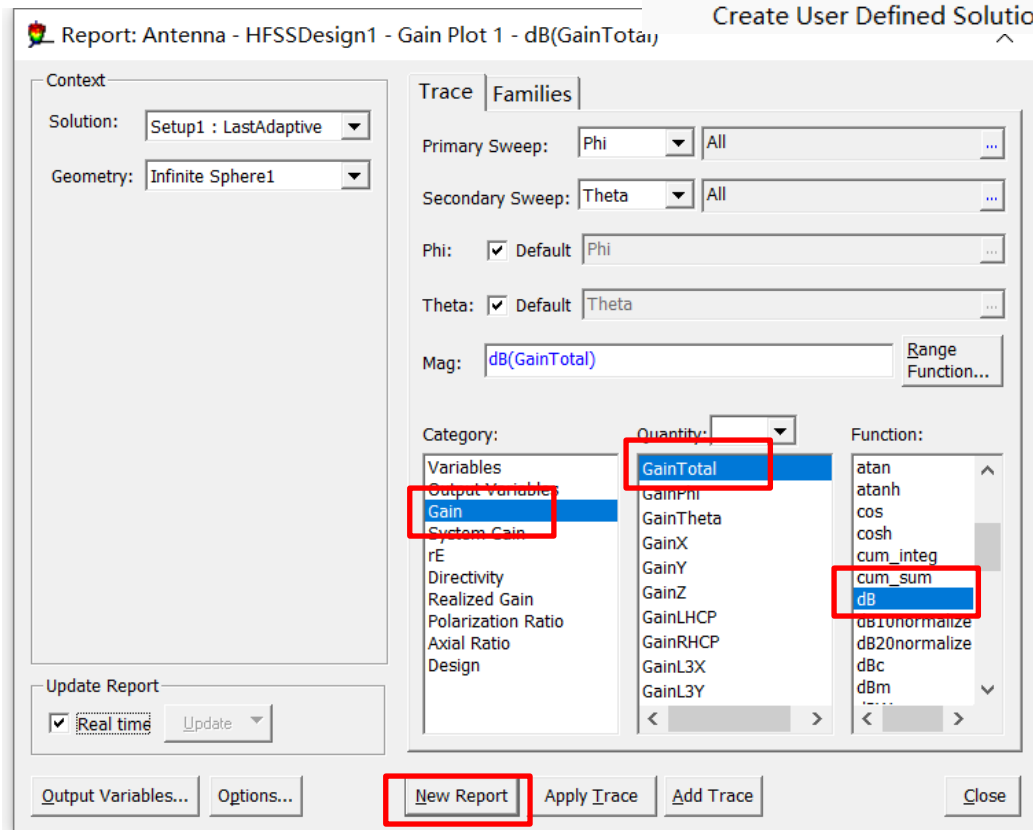 Create User Defined Solutio
Report: Antenna - HFSSDesign1 - Gain Plot 1 - dB(GainTotal)
Context
Solution: Setup1 : LastAdaptive
Geometry: Infinite Sphere1
Update Report
Real time Update
Trace Families
Primary Sweep: Phi All ...
Secondary Sweep: Theta All ...
Phi: Default Phi ...
Theta: Default Theta ...
Mag: dB(GainTotal) Range Function...
Category:
Variables
Output Variables
Gain
System Gain
rE
Directivity
Realized Gain
Polarization Ratio
Axial Ratio
Design
Quantity:
GainTotal
GainPhi
GainTheta
GainX
GainY
GainZ
GainLHCP
GainRHCP
GainL3X
GainL3Y
Function:
atan
atanh
cos
cosh
cum_integ
cum_sum
dB
dB10normalize
dB20normalize
dBc
dBm
Output Variables... Options... New Report Apply Trace Add Trace Close